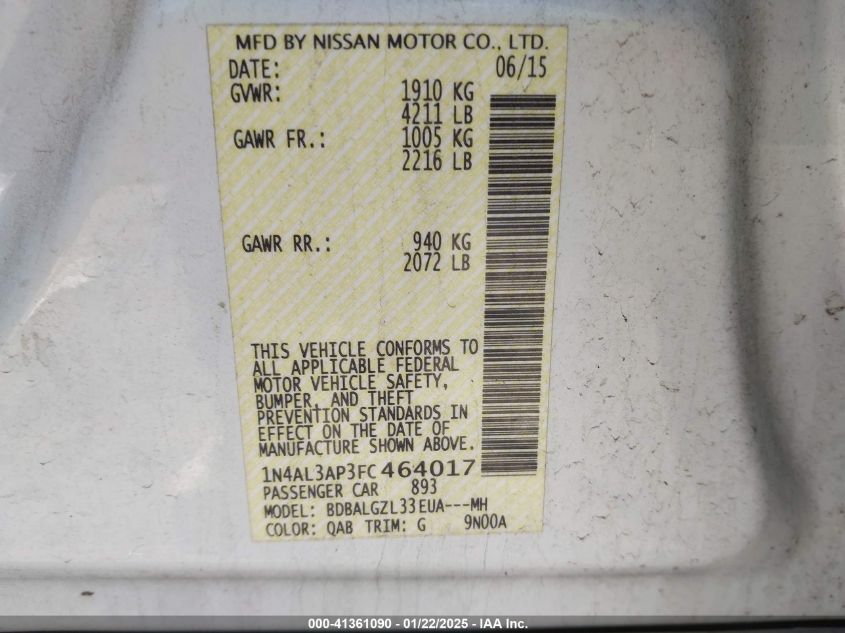 MFD BY NISSAN MOTOR CO., LTD.
DATE: 06/15
GVWR: 1910 KG
4211 LB
GAWR FR.: 1005 KG
2216 LB
GAWR RR.: 940 KG
2072 LB
THIS VEHICLE CONFORMS TO
ALL APPLICABLE FEDERAL
MOTOR VEHICLE SAFETY,
BUMPER, AND THEFT
PREVENTION STANDARDS IN
EFFECT ON THE DATE OF
MANUFACTURE SHOWN ABOVE.
1N4AL3AP3FC464017
PASSENGER CAR 893
MODEL: BDBALGZL33EUA---MH
COLOR: QAB TRIM: G 9N00A
000-41361090 - 01/22/2025 - IAA Inc.